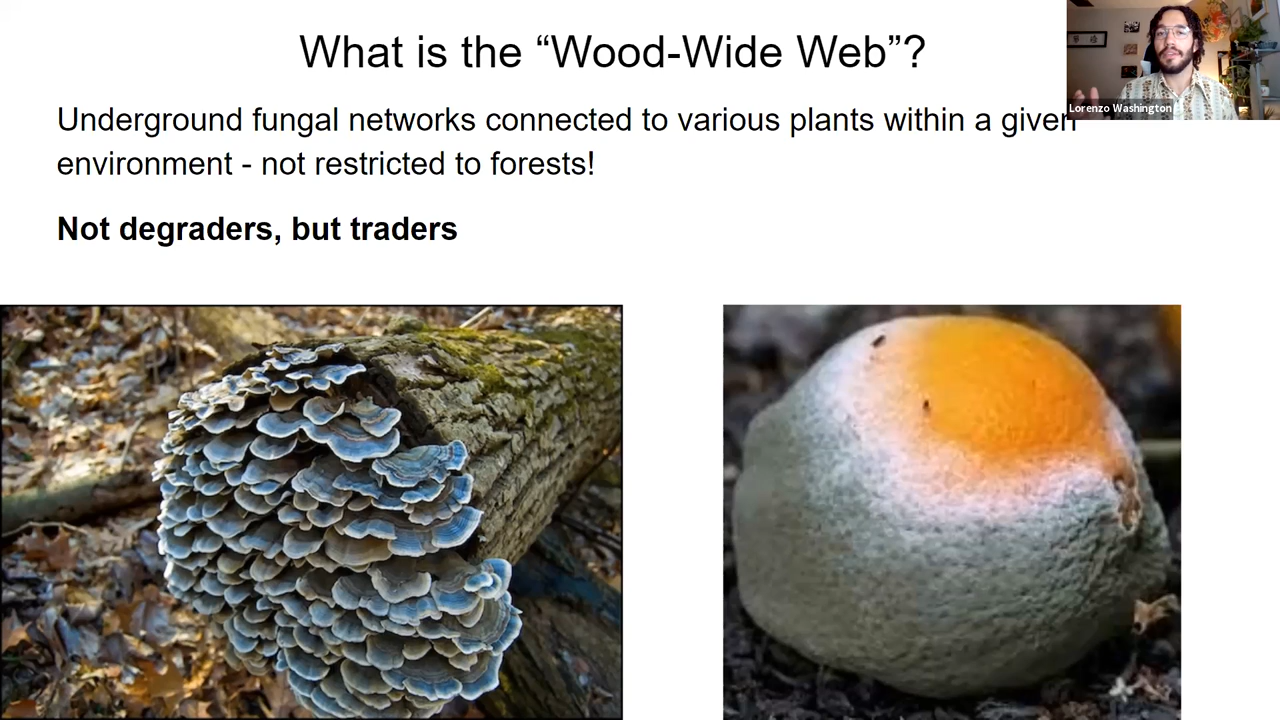 What is the “Wood-Wide Web”?
Lorenzo Washington
Underground fungal networks connected to various plants within a given
environment - not restricted to forests!
Not degraders, but traders